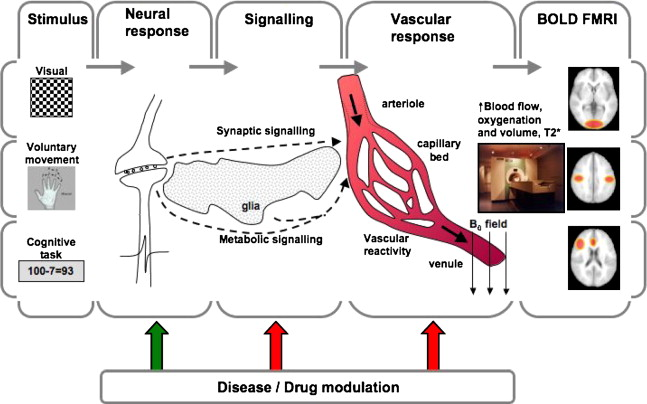 Stimulus
Neural
response
Signalling
Vascular
response
BOLD FMRI
Visual
Voluntary
movement
Cognitive
task
100-7=93
Synaptic signalling
glia
Metabolic signalling
arteriole
capillary
bed
Vascular
reactivity
venule
↑Blood flow,
oxygenation
and volume, T2*
B₀ field
Disease / Drug modulation